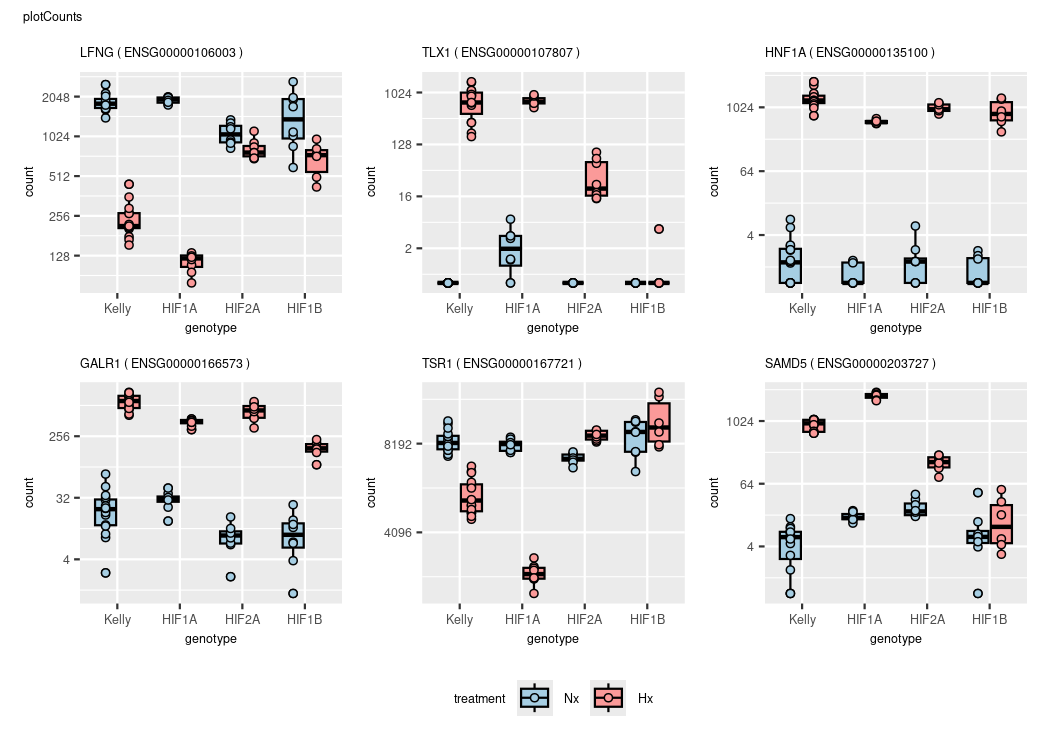 plotCounts
LFNG ( ENSG00000106003 )
TLX1 ( ENSG00000107807 )
HNF1A ( ENSG00000135100 )
count
2048
1024
512
256
128
Kelly HIF1A HIF2A HIF1B
genotype
count
1024
128
16
2
Kelly HIF1A HIF2A HIF1B
genotype
count
1024
64
4
Kelly HIF1A HIF2A HIF1B
genotype
GALR1 ( ENSG00000166573 )
TSR1 ( ENSG00000167721 )
SAMD5 ( ENSG00000203727 )
count
256
32
4
Kelly HIF1A HIF2A HIF1B
genotype
count
8192
4096
Kelly HIF1A HIF2A HIF1B
genotype
count
1024
64
4
Kelly HIF1A HIF2A HIF1B
genotype
treatment Nx Hx